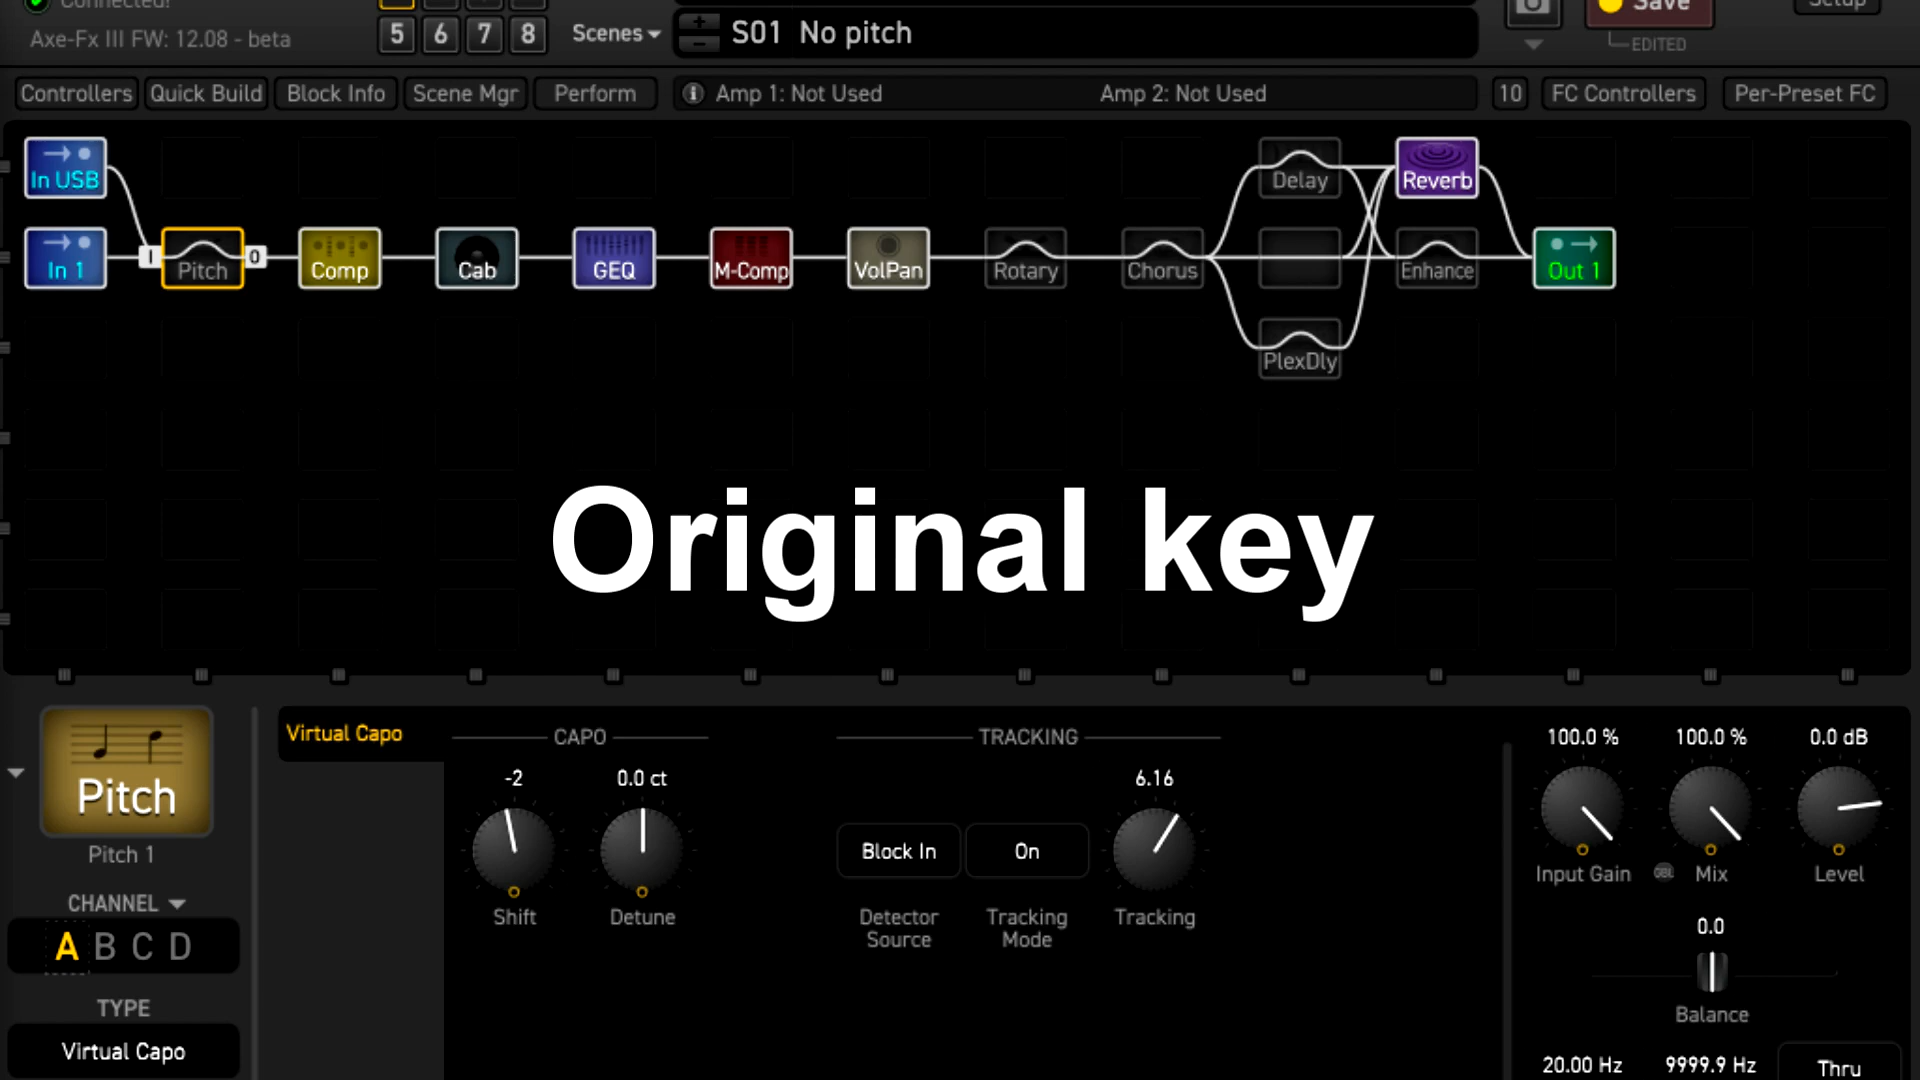 Connected!
Axe-Fx III FW: 12.08 - beta
5 6 7 8
Scenes
+
-
S01 No pitch
Save
EDITED
Setup
Controllers
Quick Build
Block Info
Scene Mgr
Perform
Amp 1: Not Used
Amp 2: Not Used
10
FC Controllers
Per-Preset FC
In USB
Delay
Reverb
In 1
I
Pitch
O
Comp
Cab
GEQ
M-Comp
VolPan
Rotary
Chorus
Enhance
Out 1
PlexDly
Original key
Pitch
Pitch 1
CHANNEL
A B C D
TYPE
Virtual Capo
Virtual Capo
CAPO
-2
0.0 ct
Shift
Detune
TRACKING
6.16
Block In
On
Detector
Source
Tracking
Mode
Tracking
100.0 %
100.0 %
0.0 dB
Input Gain
GBL
Mix
Level
0.0
Balance
20.00 Hz
9999.9 Hz
Thru